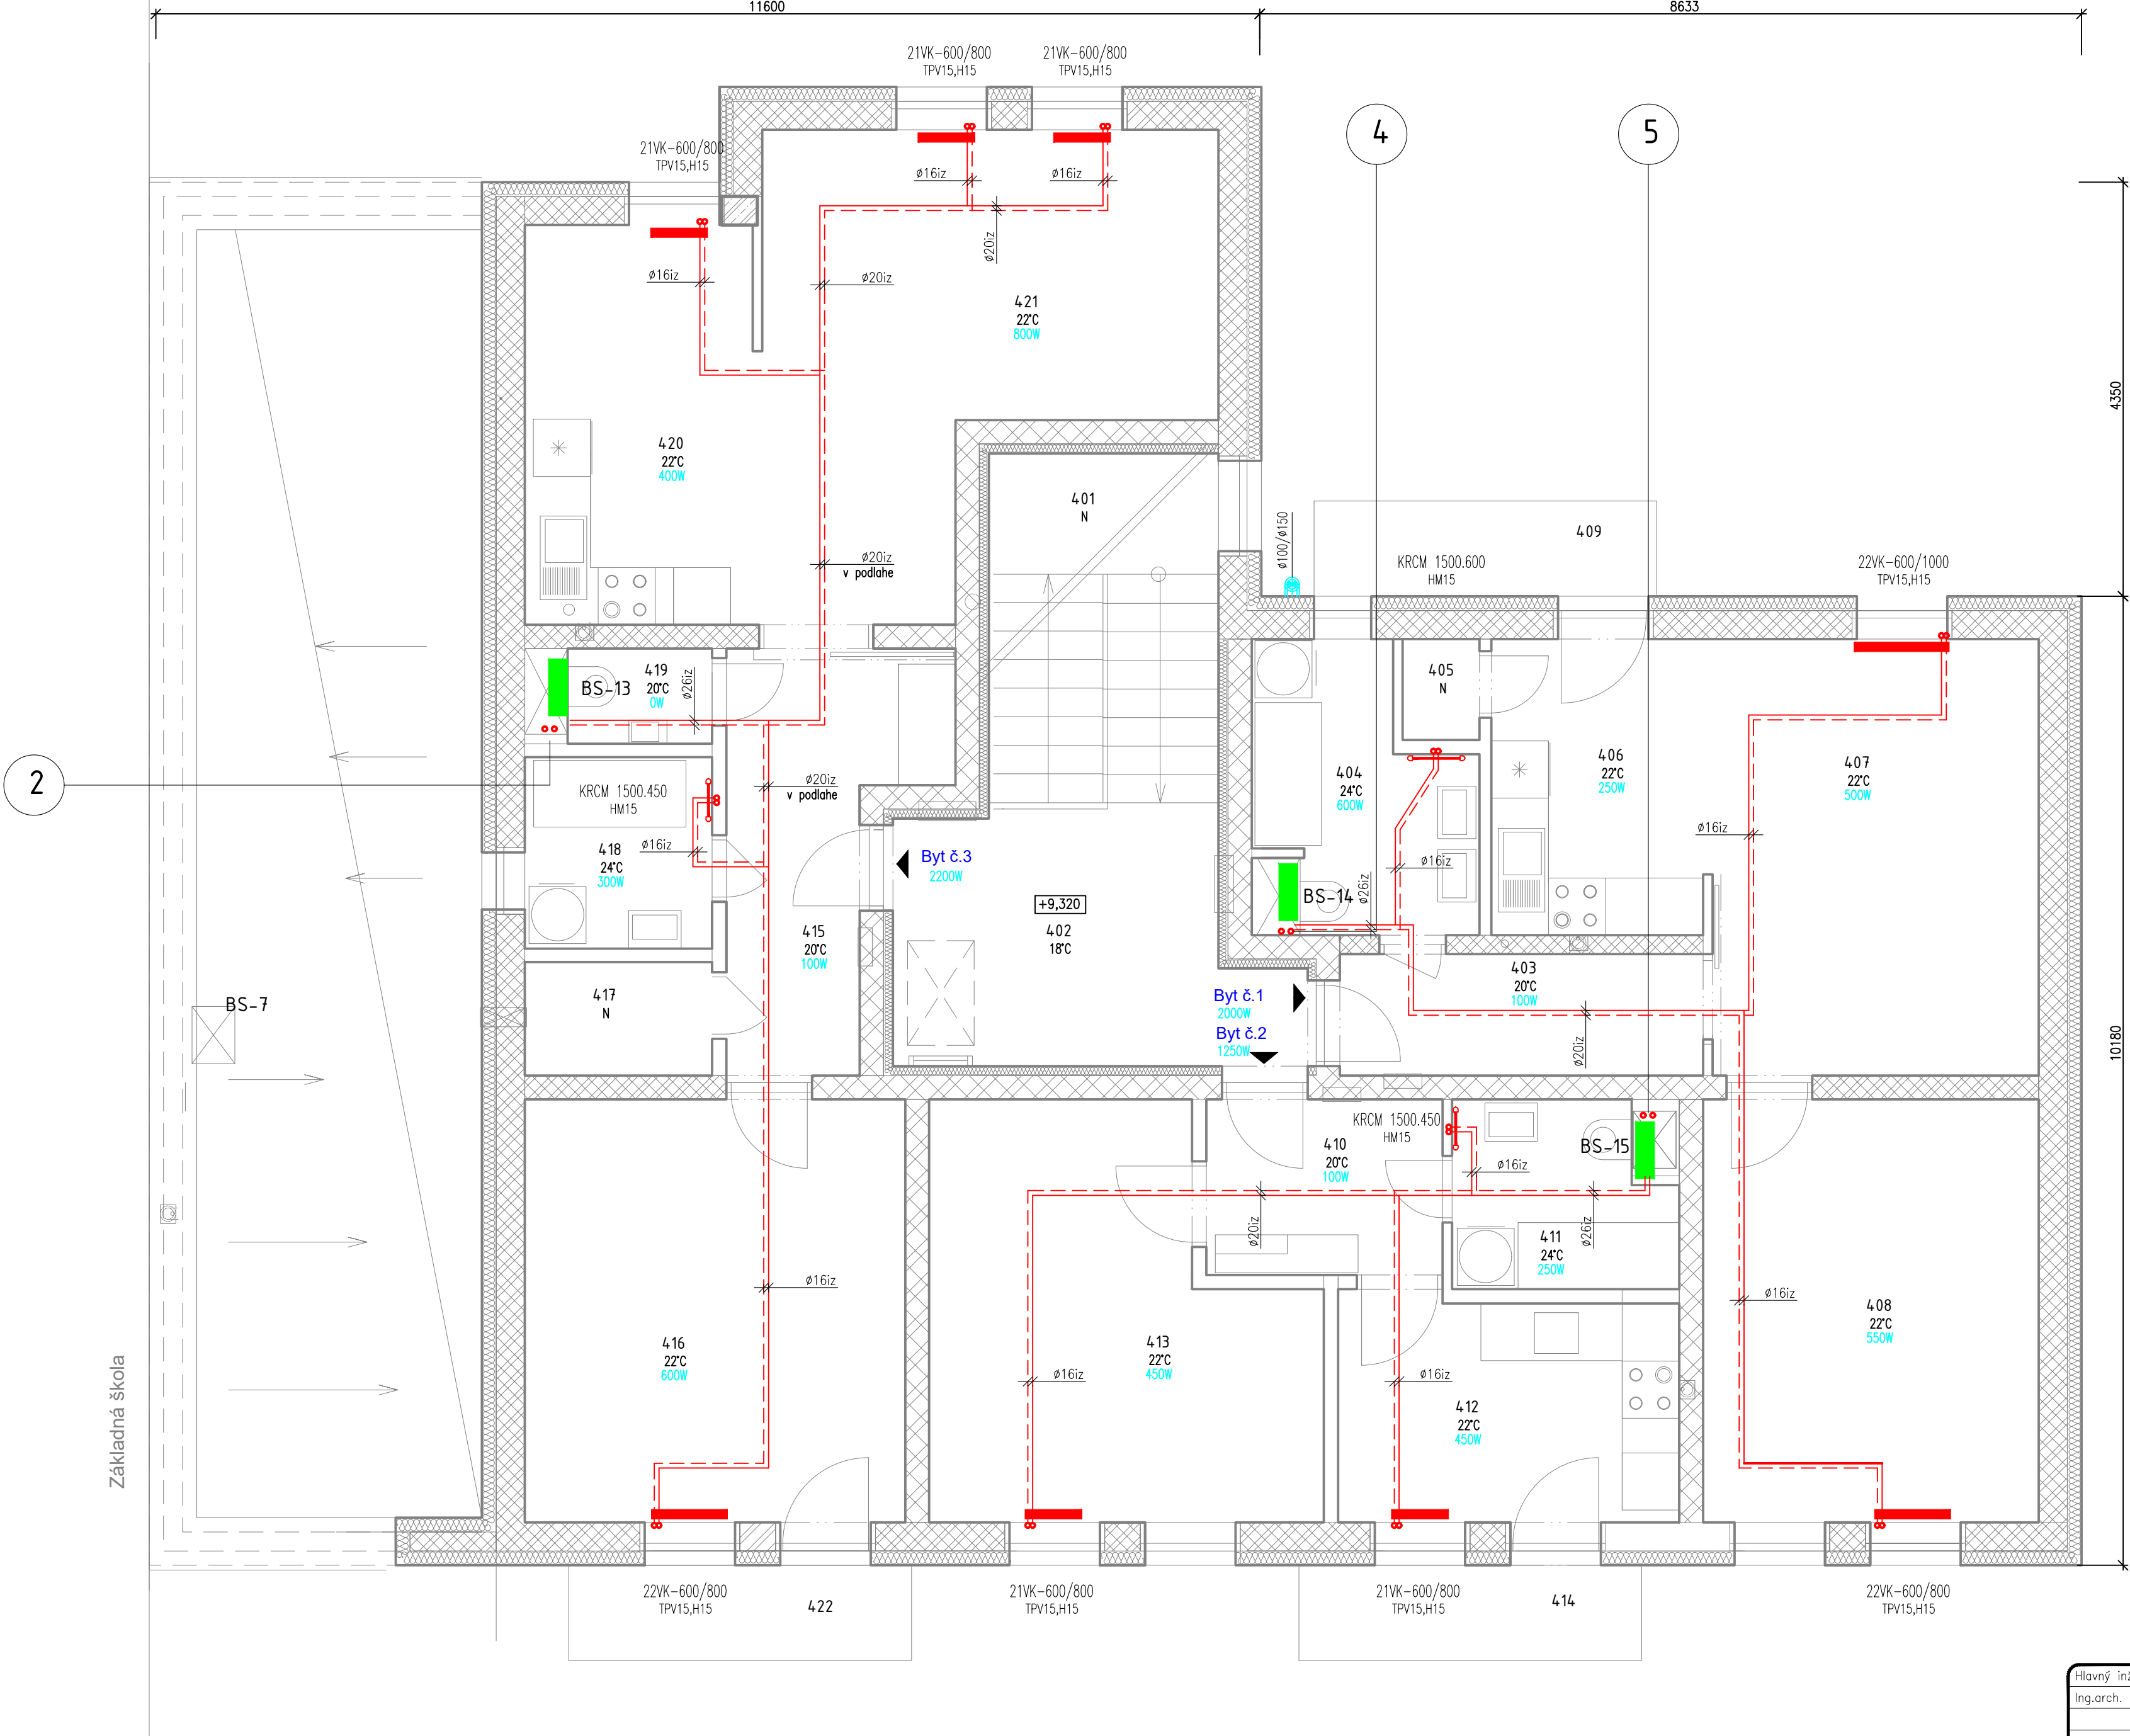 11600
8633
21VK-600/800
TPV15,H15
21VK-600/800
TPV15,H15
21VK-600/800
TPV15,H15
4
5
ø16iz
ø16iz
ø20iz
ø16iz
ø20iz
421
22°C
800W
4350
420
22°C
400W
401
N
ø100/ø150
409
KRCM 1500.600
HM15
22VK-600/1000
TPV15,H15
ø20iz
v podlahe
BS-13
419
20°C
0W
ø26iz
405
N
2
KRCM 1500.450
HM15
ø20iz
v podlahe
404
24°C
600W
406
22°C
250W
407
22°C
500W
ø16iz
418
24°C
300W
ø16iz
Byt č.3
2200W
ø16iz
BS-14
ø26iz
+9,320
402
18°C
415
20°C
100W
BS-7
417
N
Byt č.1
2000W
Byt č.2
1250W
403
20°C
100W
ø20iz
10180
KRCM 1500.450
HM15
410
20°C
100W
BS-15
ø16iz
ø20iz
411
24°C
250W
ø26iz
ø16iz
ø16iz
408
22°C
550W
416
22°C
600W
413
22°C
450W
ø16iz
ø16iz
412
22°C
450W
Základná škola
22VK-600/800
TPV15,H15
422
21VK-600/800
TPV15,H15
21VK-600/800
TPV15,H15
414
22VK-600/800
TPV15,H15
Hlavný
Ing.arch.